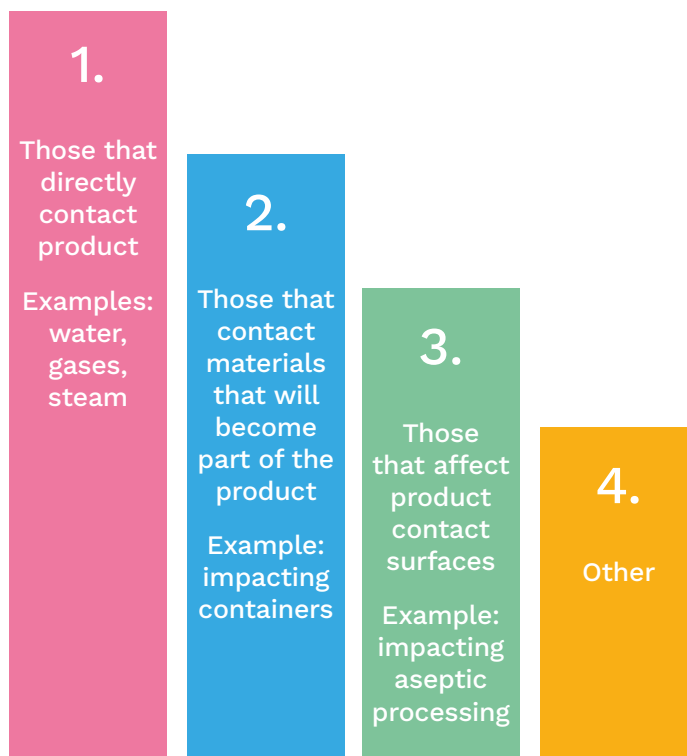 1.
Those that
directly
contact
product
Examples:
water,
gases,
steam
2.
Those that
contact
materials
that will
become
part of the
product
Example:
impacting
containers
3.
Those
that affect
product
contact
surfaces
Example:
impacting
aseptic
processing
4.
Other